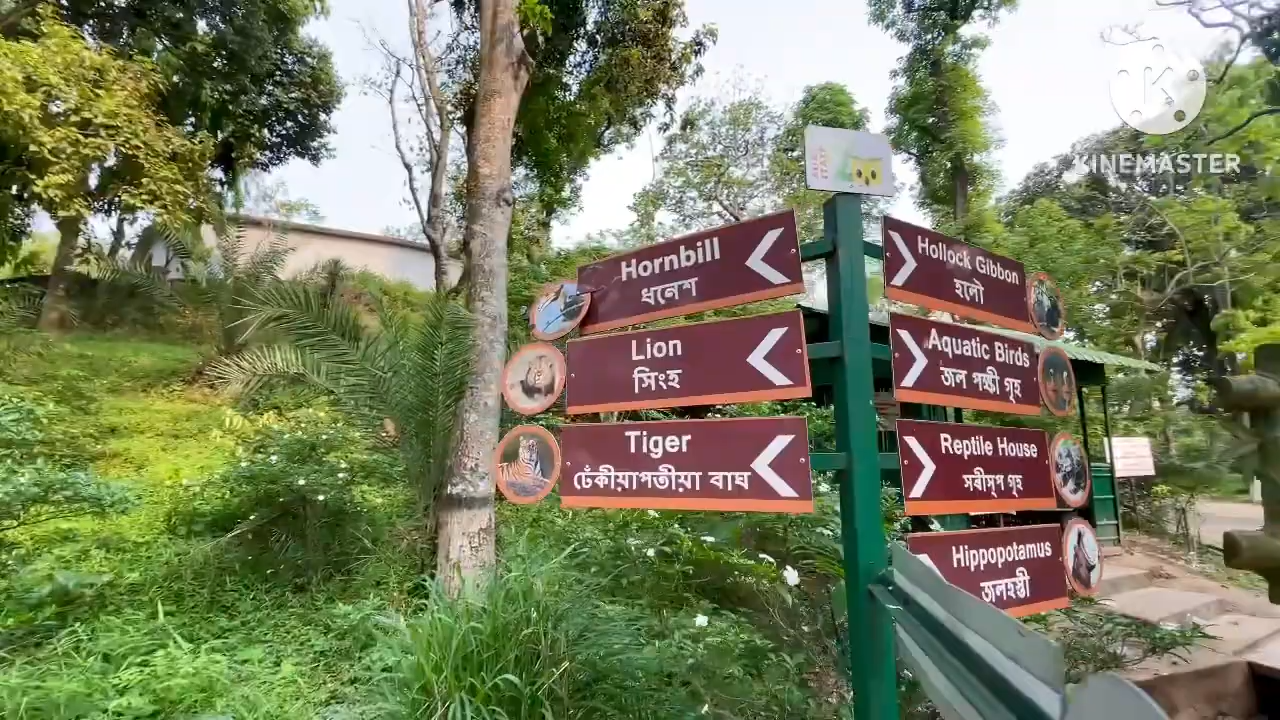 KINEMASTER
Hornbill
ধনেশ
Lion
সিংহ
Tiger
ঢেঁকীয়াপতীয়া বাঘ
Hollock Gibbon
হলৌ
Aquatic Birds
জল পক্ষী গৃহ
Reptile House
সৰীসৃপ গৃহ
Hippopotamus
জলহস্তী